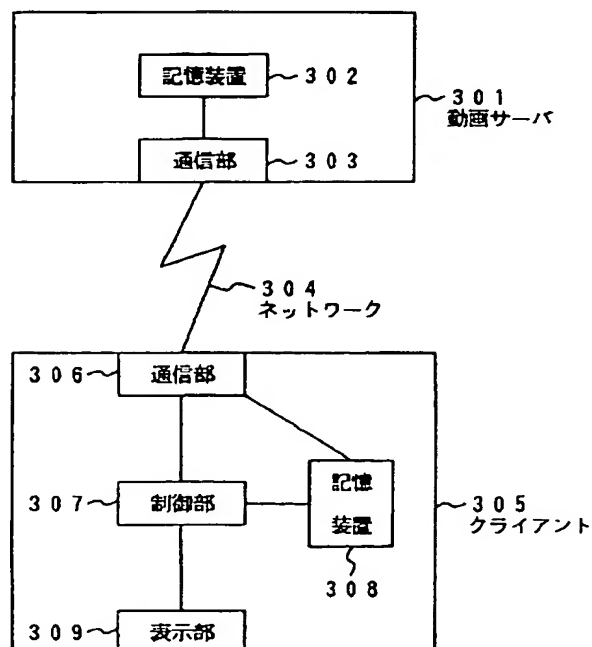 記憶装置 302
301
動画サーバ
通信部 303
304
ネットワーク
306 通信部
記憶
307 制御部
装置
305
クライアント
308
309 表示部